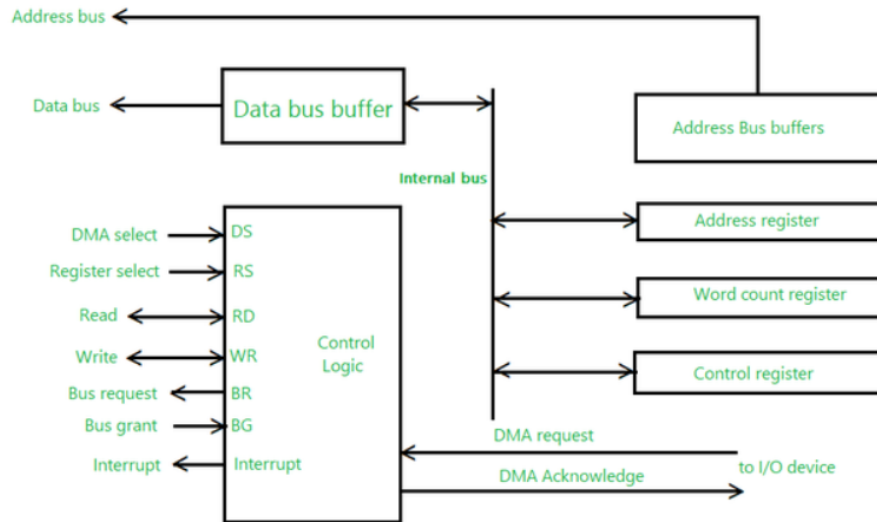 Address bus
Data bus
Data bus buffer
Address Bus buffers
Internal bus
Address register
DMA select
DS
Register select
RS
Word count register
Read
RD
Control
Logic
Write
WR
Control register
Bus request
BR
Bus grant
BG
DMA request
Interrupt
Interrupt
to I/O device
DMA Acknowledge